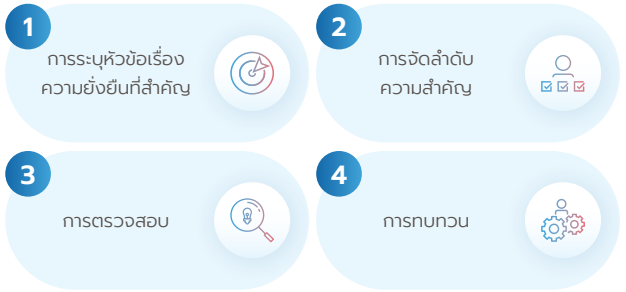 1
การระบุหัวข้อเรื่อง
ความยั่งยืนที่สำคัญ
2
การจัดลำดับ
ความสำคัญ
3
การตรวจสอบ
4
การทบทวน